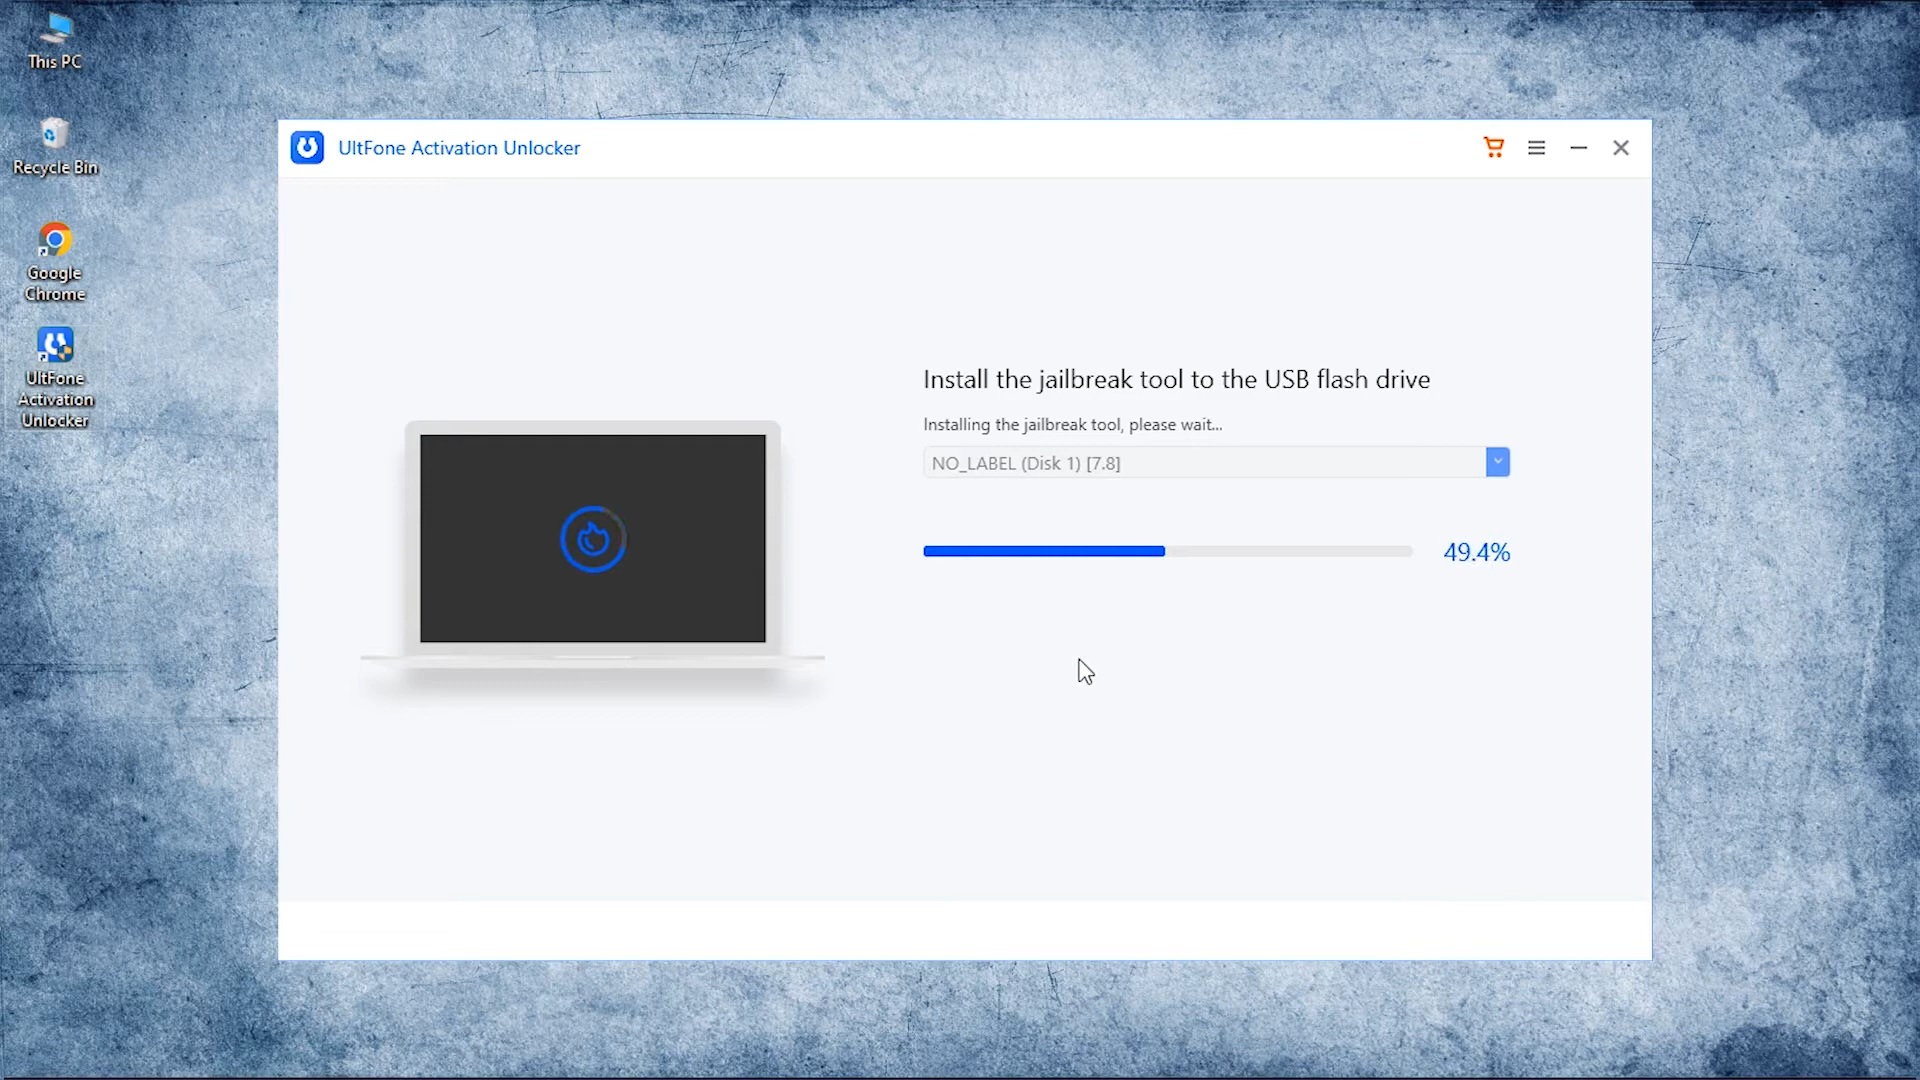 This PC
Recycle Bin
Google
Chrome
UltFone
Activation
Unlocker
UltFone Activation Unlocker
Install the jailbreak tool to the USB flash drive
Installing the jailbreak tool, please wait...
NO_LABEL (Disk 1) [7.8]
49.4%